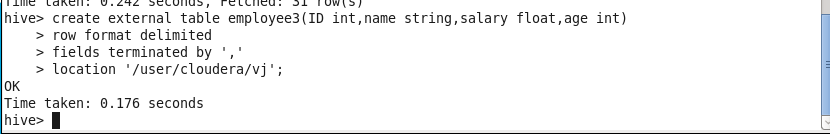 Time taken: 0.242 seconds, Fetched: 31 row(s)
hive> create external table employee3(ID int,name string,salary float,age int)
    > row format delimited
    > fields terminated by ','
    > location '/user/cloudera/vj';
OK
Time taken: 0.176 seconds
hive>